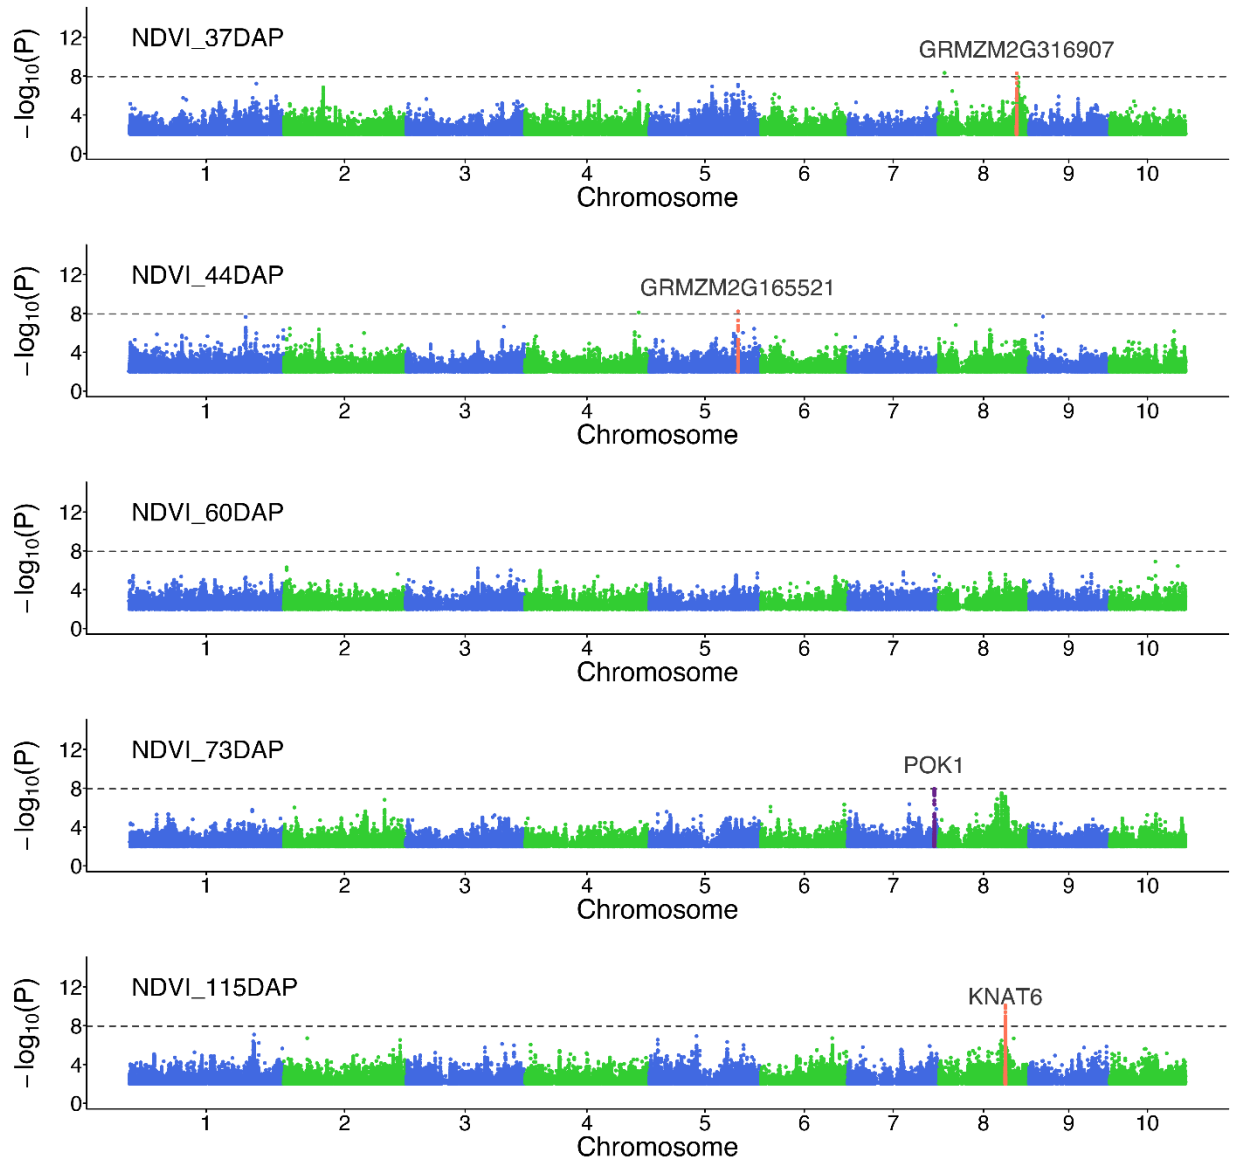 NDVI_37DAP
GRMZM2G316907
12
8
4
0
−log10(P)
1 2 3 4 5 6 7 8 9 10
Chromosome
NDVI_44DAP
GRMZM2G165521
12
8
4
0
−log10(P)
1 2 3 4 5 6 7 8 9 10
Chromosome
NDVI_60DAP
12
8
4
0
−log10(P)
1 2 3 4 5 6 7 8 9 10
Chromosome
NDVI_73DAP
POK1
12
8
4
0
−log10(P)
1 2 3 4 5 6 7 8 9 10
Chromosome
NDVI_115DAP
KNAT6
12
8
4
0
−log10(P)
1 2 3 4 5 6 7 8 9 10
Chromosome